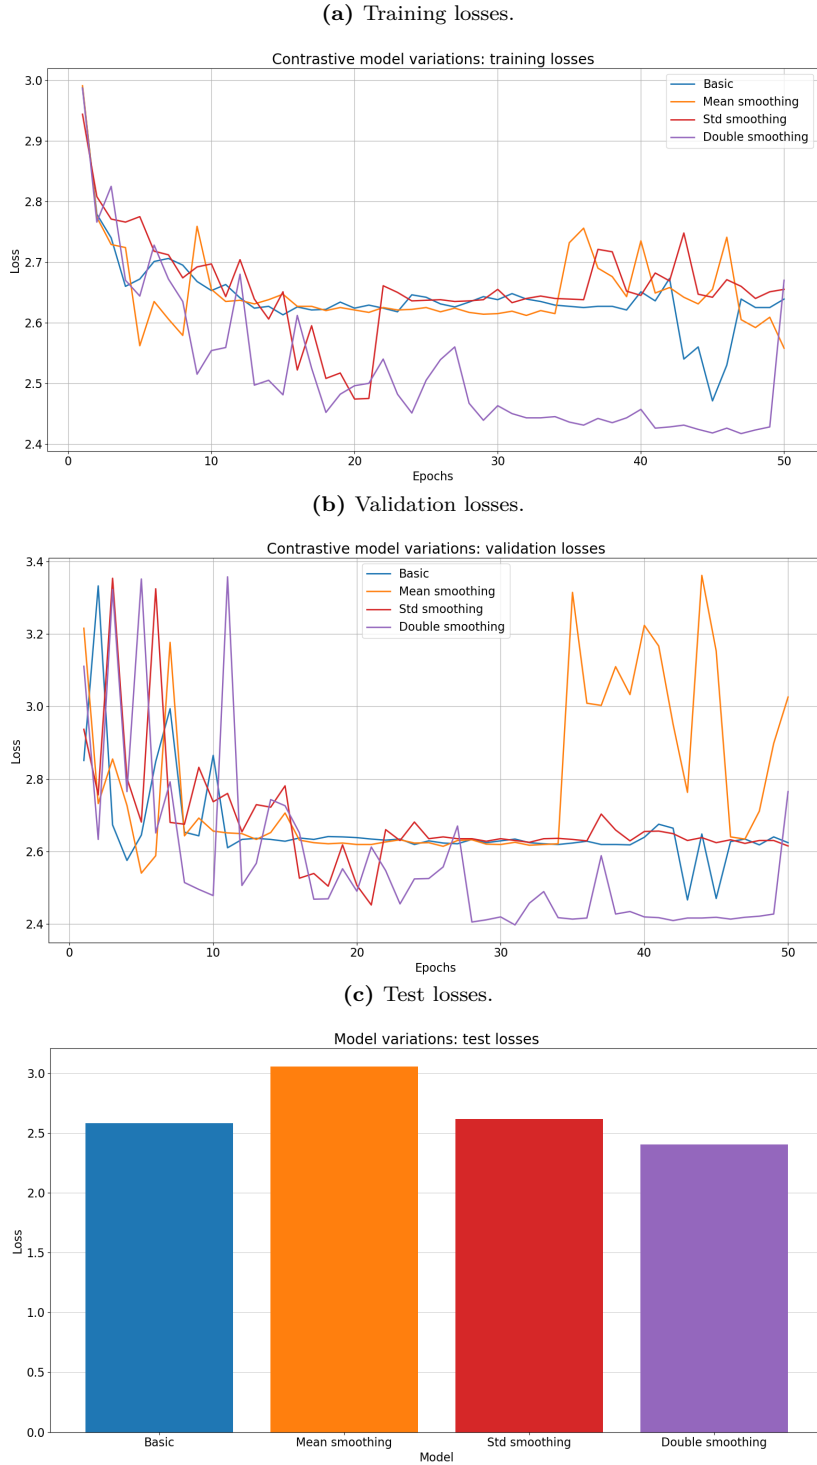 (a) Training losses.
Contrastive model variations: training losses
Basic
Mean smoothing
Std smoothing
Double smoothing
3.0
2.9
2.8
2.7
2.6
2.5
2.4
Loss
0 10 20 30 40 50
Epochs
(b) Validation losses.
Contrastive model variations: validation losses
Basic
Mean smoothing
Std smoothing
Double smoothing
3.4
3.2
3.0
2.8
2.6
2.4
Loss
0 10 20 30 40 50
Epochs
(c) Test losses.
Model variations: test losses
3.0
2.5
2.0
1.5
1.0
0.5
0.0
Loss
Basic Mean smoothing Std smoothing Double smoothing
Model